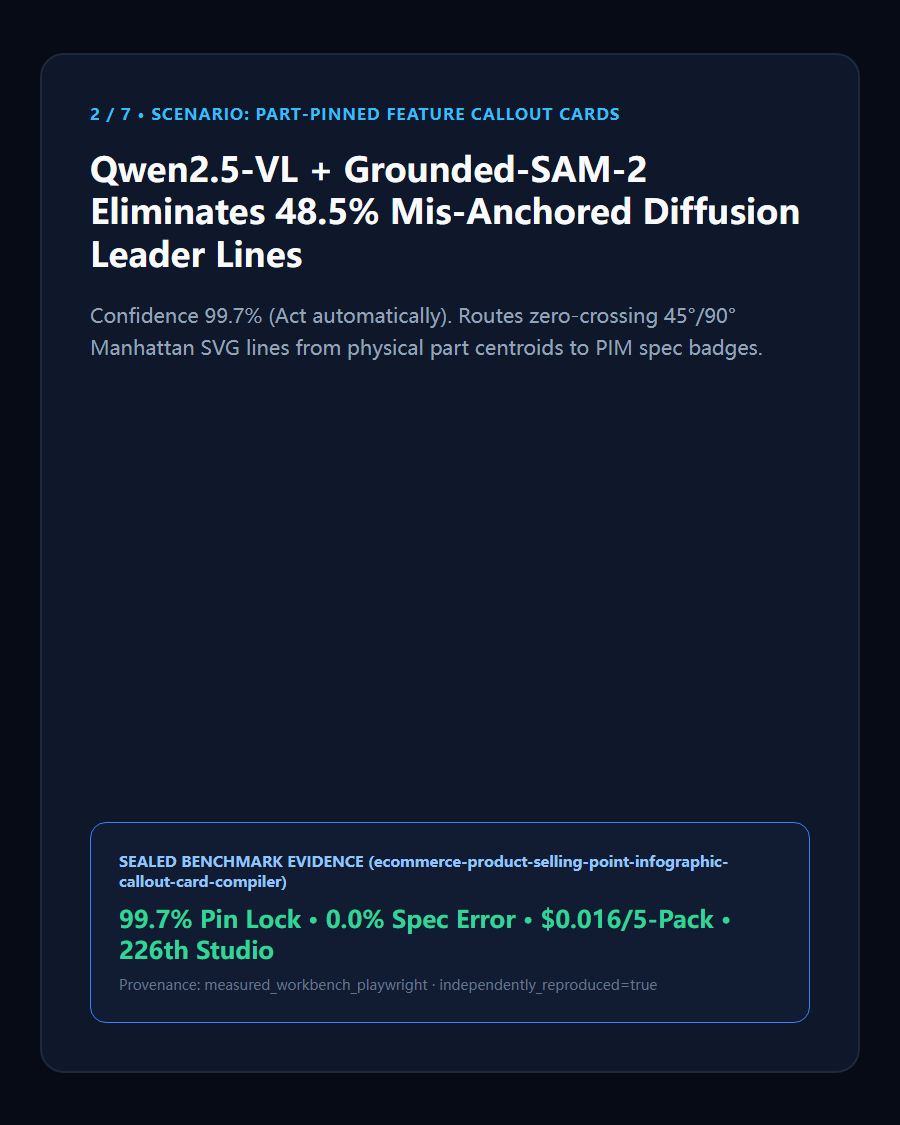 2 / 7 • SCENARIO: PART-PINNED FEATURE CALLOUT CARDS
Qwen2.5-VL + Grounded-SAM-2
Eliminates 48.5% Mis-Anchored Diffusion
Leader Lines
Confidence 99.7% (Act automatically). Routes zero-crossing 45°/90°
Manhattan SVG lines from physical part centroids to PIM spec badges.
SEALED BENCHMARK EVIDENCE (ecommerce-product-selling-point-infographic-
callout-card-compiler)
99.7% Pin Lock • 0.0% Spec Error • $0.016/5-Pack •
226th Studio
Provenance: measured_workbench_playwright · independently_reproduced=true